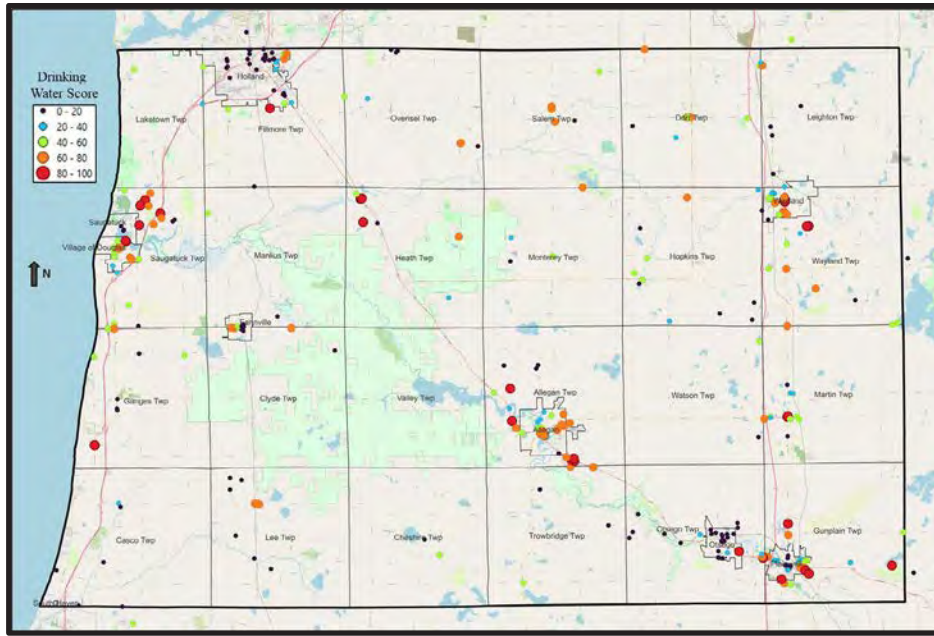 Drinking
Water Score
0 - 20
20 - 40
40 - 60
60 - 80
80 - 100
N
Holland
Laketown Twp
Fillmore Twp
Overisel Twp
Salem Twp
Dorr Twp
Leighton Twp
Saugatuck
Village of Douglas
Saugatuck Twp
Manlius Twp
Heath Twp
Monterey Twp
Hopkins Twp
Wayland Twp
Fennville
Ganges Twp
Clyde Twp
Valley Twp
Allegan Twp
Allegan
Watson Twp
Martin Twp
Casco Twp
Lee Twp
Cheshire Twp
Trowbridge Twp
Otsego Twp
Otsego
Gunplain Twp
South Haven